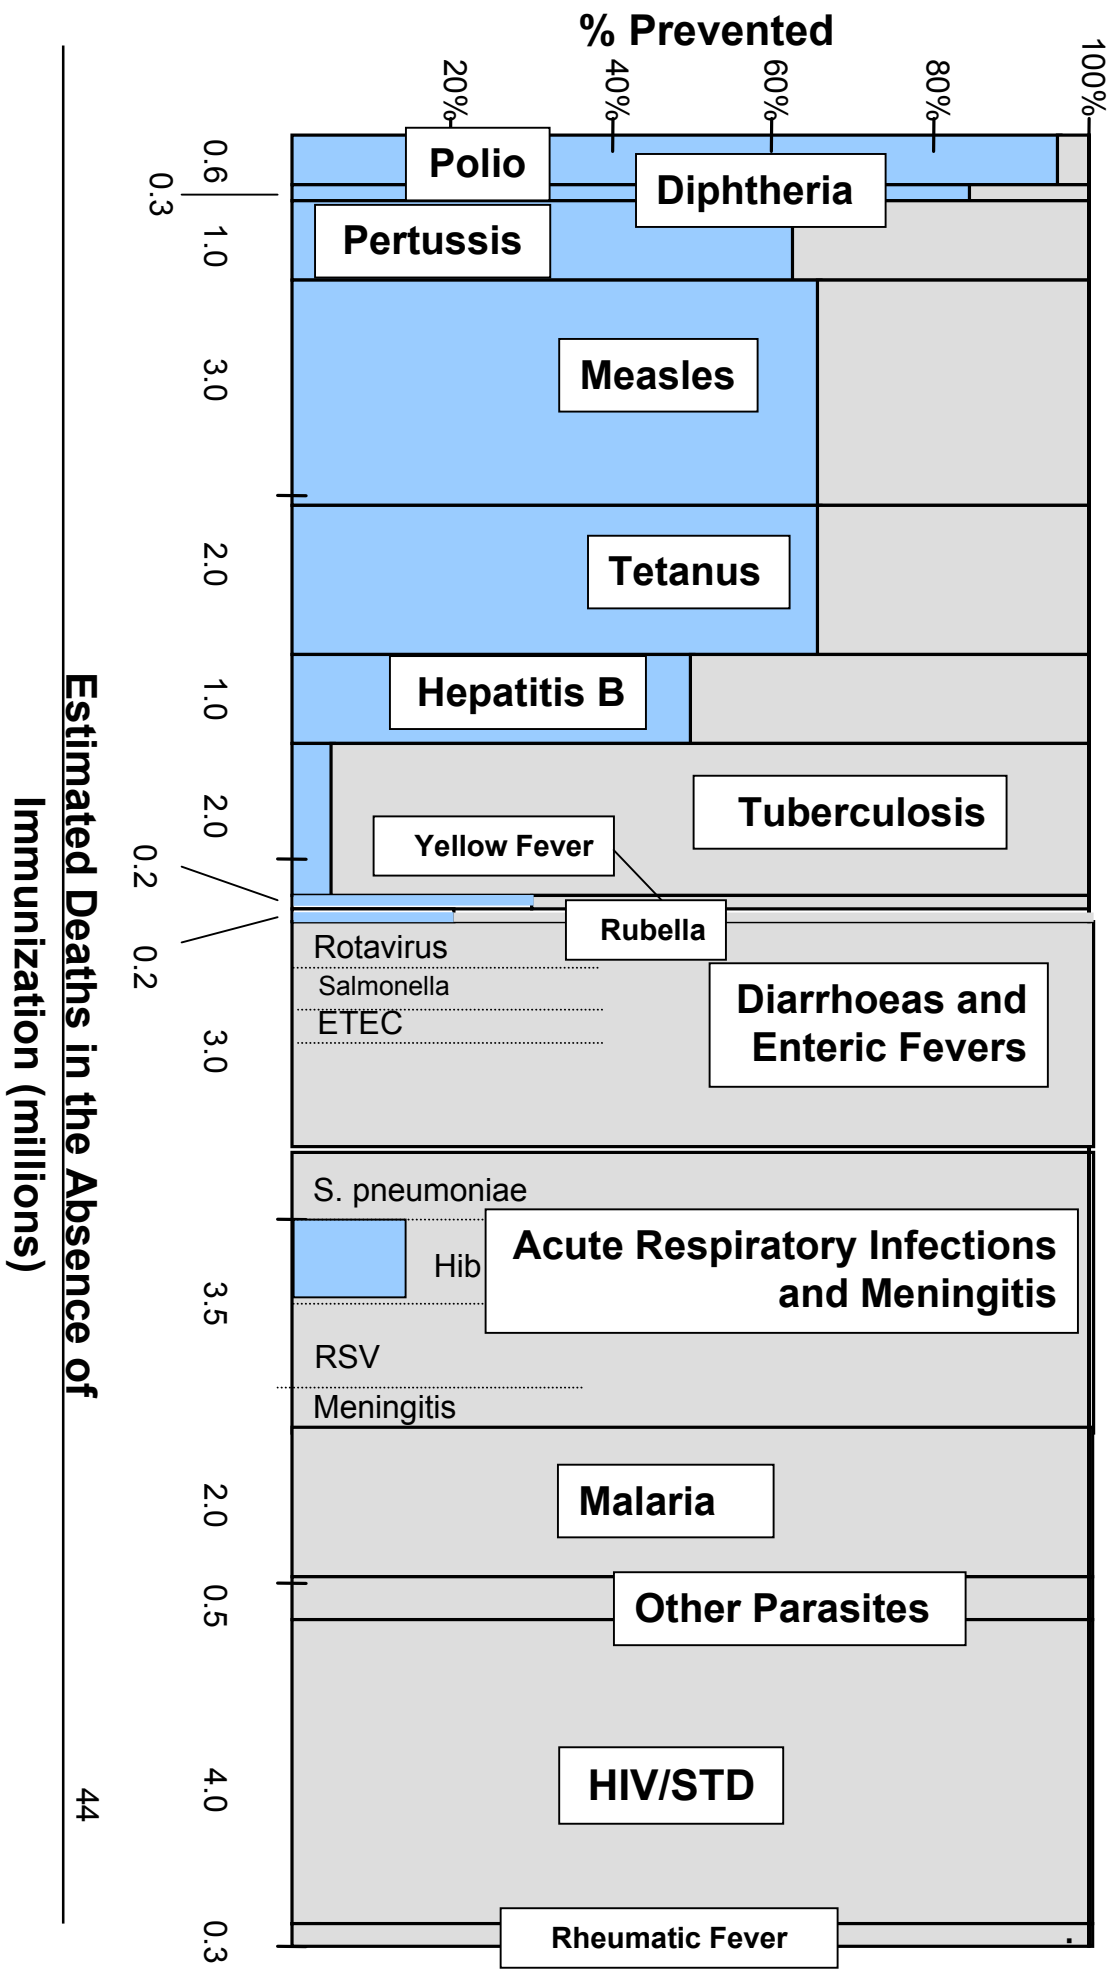 % Prevented
20%
40%
60%
80%
100%
Polio
Diphtheria
Pertussis
Measles
Tetanus
Hepatitis B
Tuberculosis
Yellow Fever
Rubella
Rotavirus
Salmonella
ETEC
Diarrhoeas and
Enteric Fevers
S. pneumoniae
Hib
Acute Respiratory Infections
and Meningitis
RSV
Meningitis
Malaria
Other Parasites
HIV/STD
Rheumatic Fever
.
0.6
0.3
1.0
3.0
2.0
1.0
2.0
0.2
0.2
3.0
3.5
2.0
0.5
4.0
0.3
Estimated Deaths in the Absence of
Immunization (millions)
44